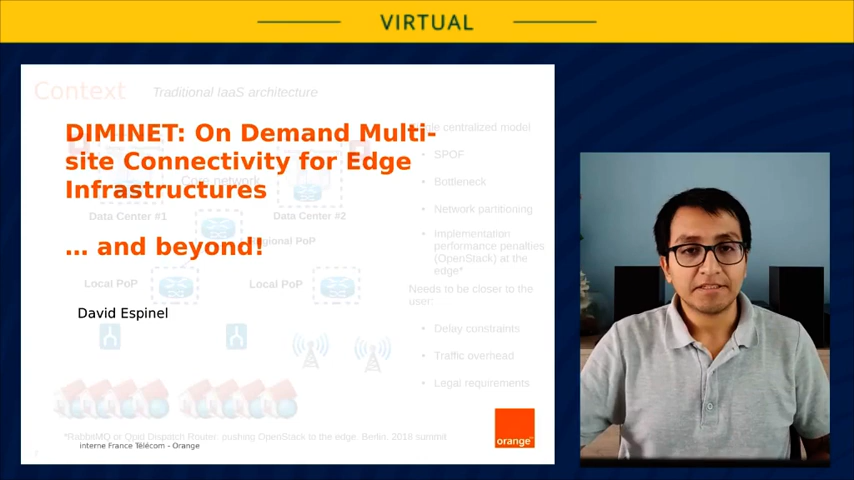 VIRTUAL
Context
Traditional IaaS architecture
DIMINET: On Demand Multi-
site Connectivity for Edge
Infrastructures
… and beyond!
David Espinel
centralized model
SPOF
Bottleneck
Network partitioning
Implementation
performance penalties
(OpenStack) at the
edge*
Needs to be closer to the
user:
Delay constraints
Traffic overhead
Legal requirements
Core network
Data Center #1
Data Center #2
Regional PoP
Local PoP
Local PoP
*RabbitMQ or Qpid Dispatch Router: pushing OpenStack to the edge. Berlin, 2018 summit
interne France Télécom - Orange
orange™